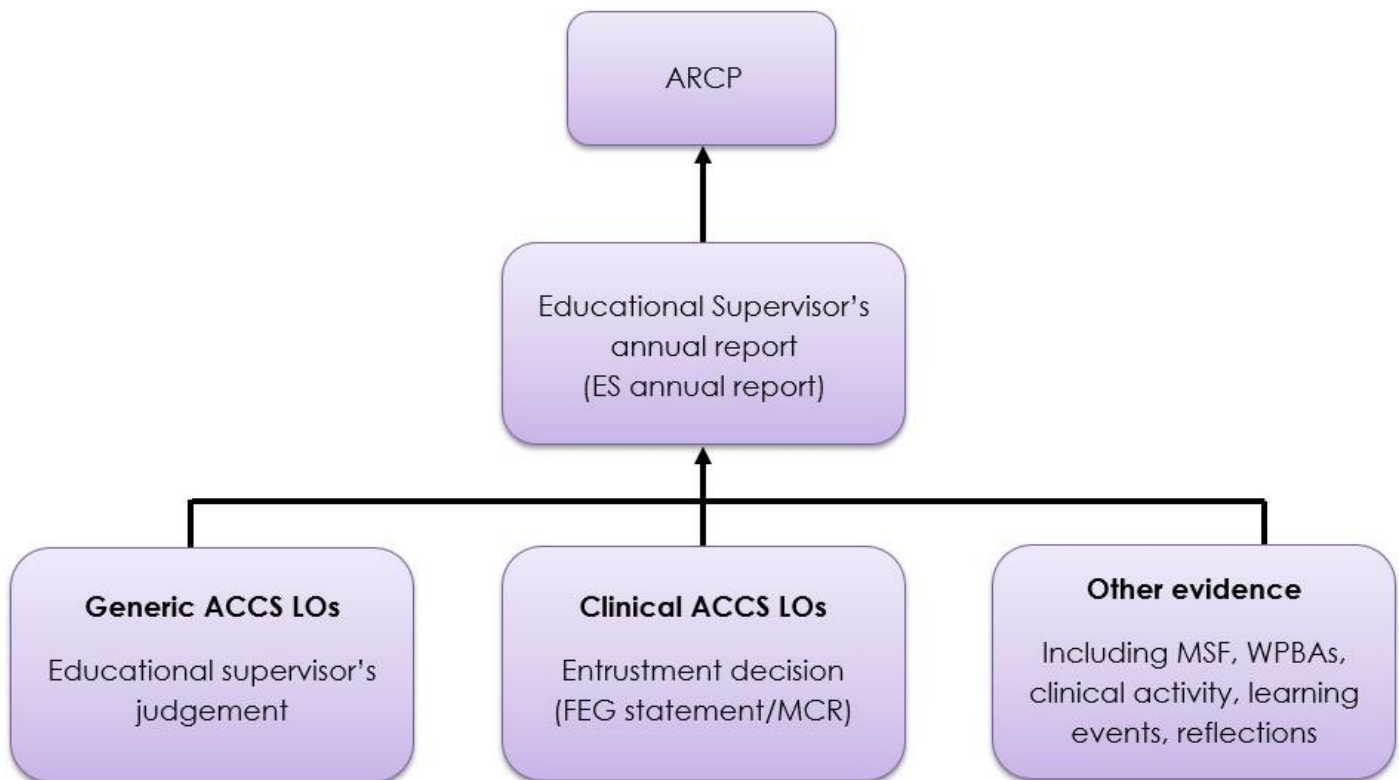 ARCP
Educational Supervisor’s
annual report
(ES annual report)
Generic ACCS LOs
Educational supervisor’s
judgement
Clinical ACCS LOs
Entrustment decision
(FEG statement/MCR)
Other evidence
Including MSF, WPBAs,
clinical activity, learning
events, reflections